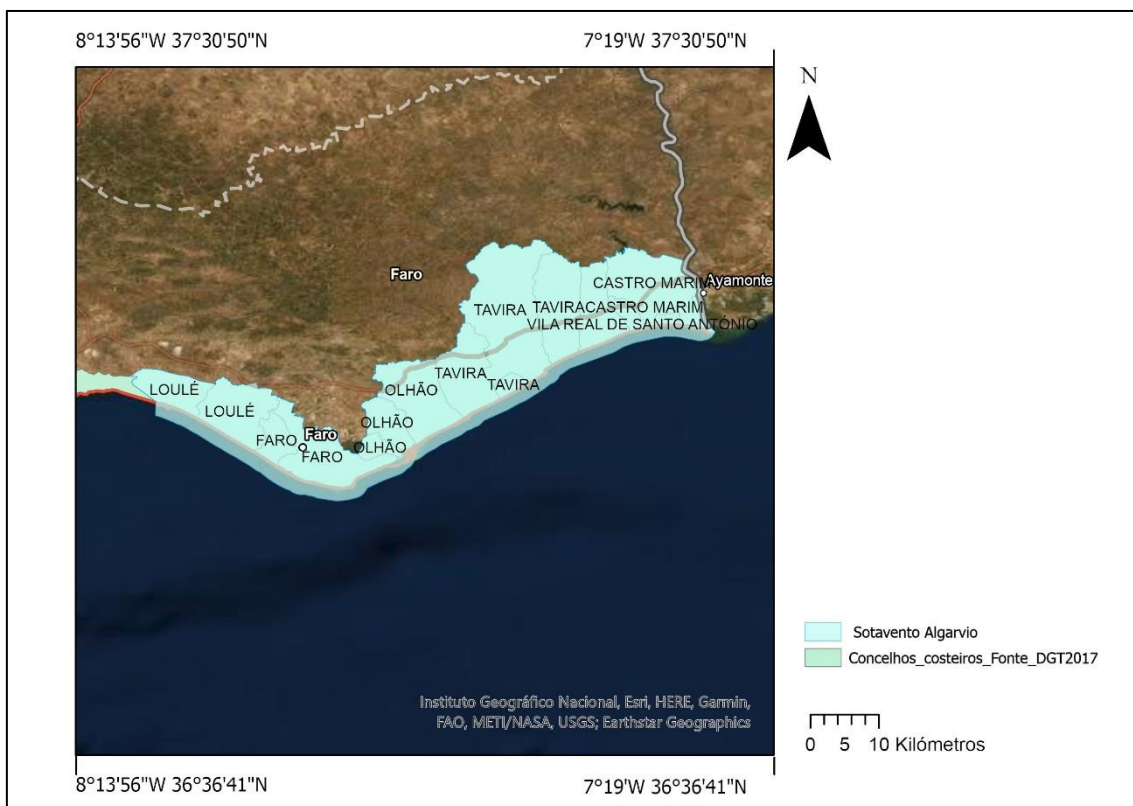 8°13'56"W 37°30'50"N
7°19'W 37°30'50"N
N
Faro
CASTRO MARIM
Ayamonte
TAVIRA
TAVIRA
CASTRO MARIM
VILA REAL DE SANTO ANTÓNIO
TAVIRA
TAVIRA
OLHÃO
LOULÉ
LOULÉ
OLHÃO
FARO
Faro
OLHÃO
FARO
Sotavento Algarvio
Concelhos_costeiros_Fonte_DGT2017
Instituto Geográfico Nacional, Esri, HERE, Garmin,
FAO, METI/NASA, USGS; Earthstar Geographics
0 5 10 Kilómetros
8°13'56"W 36°36'41"N
7°19'W 36°36'41"N